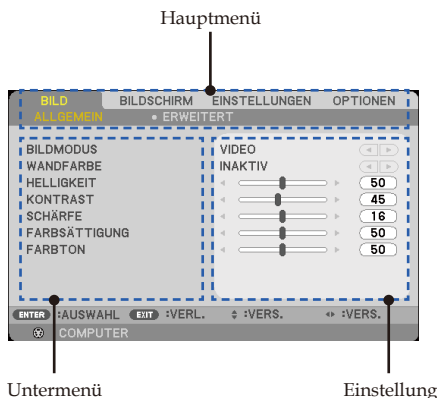 Hauptmenü
BILD BILDSCHIRM EINSTELLUNGEN OPTIONEN
ALLGEMEIN • ERWEITERT
BILDMODUS VIDEO
WANDFARBE INAKTIV
HELLIGKEIT 50
KONTRAST 45
SCHÄRFE 16
FARBSÄTTIGUNG 50
FARBTON 50
ENTER :AUSWAHL EXIT :VERL. :VERS. :VERS.
COMPUTER
Untermenü Einstellung